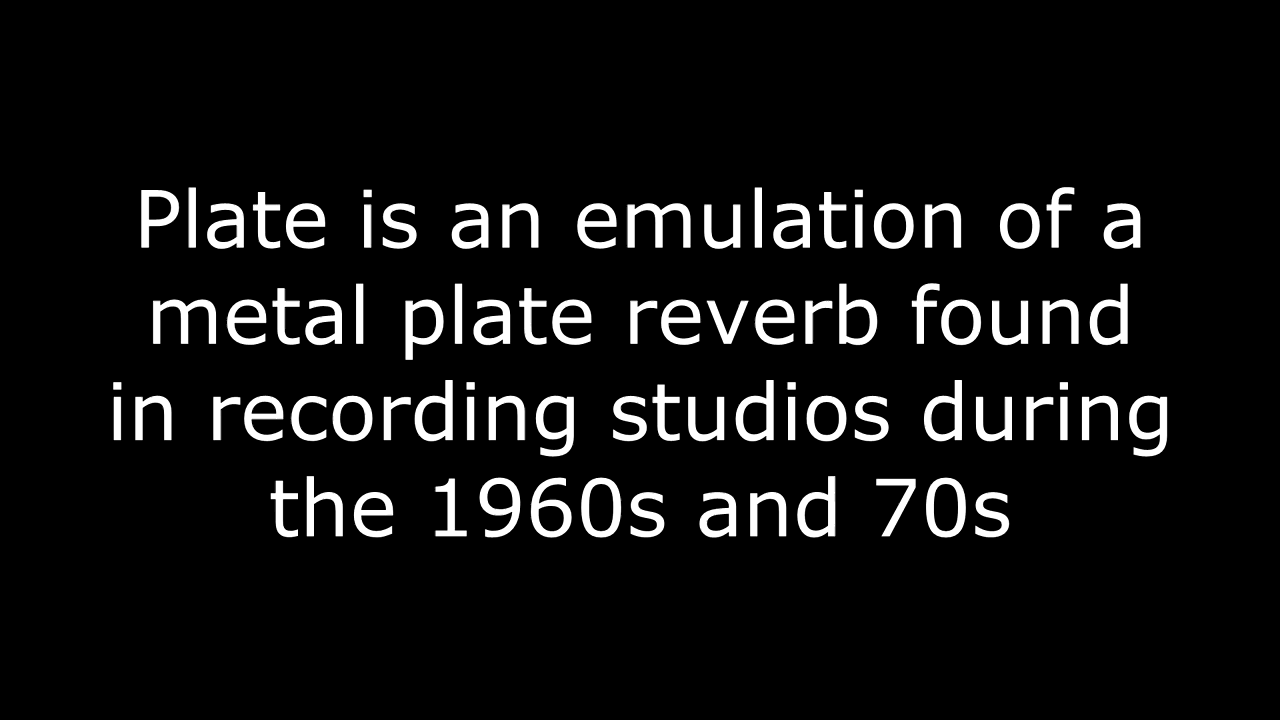 Plate is an emulation of a
metal plate reverb found
in recording studios during
the 1960s and 70s